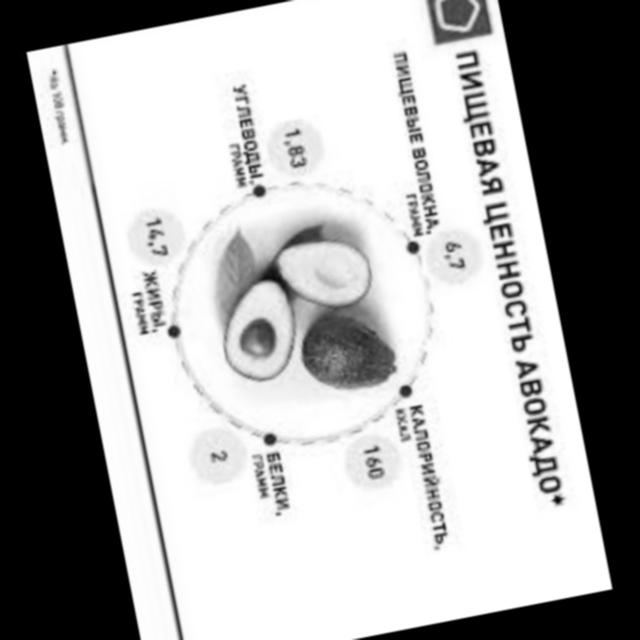 ПИЩЕВАЯ ЦЕННОСТЬ АВОКАДО*
ПИЩЕВЫЕ ВОЛОКНА,
ГРАММ
6,7
КАЛОРИЙНОСТЬ,
ККАЛ
160
УГЛЕВОДЫ,
ГРАММ
1,83
БЕЛКИ,
ГРАММ
2
ЖИРЫ,
ГРАММ
14,7
*на 100 грамм